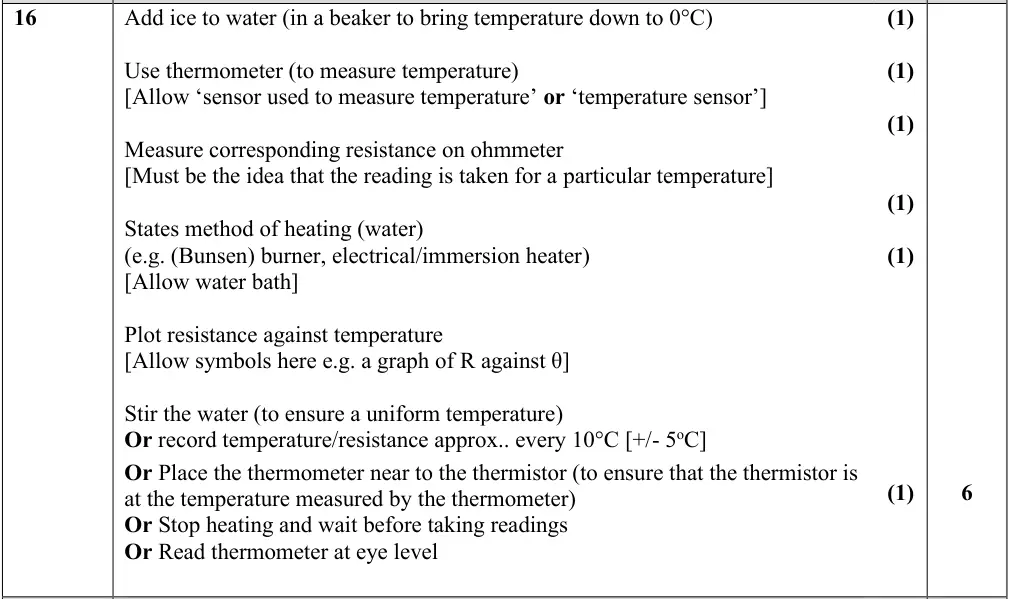 16 Add ice to water (in a beaker to bring temperature down to 0°C) (1)
Use thermometer (to measure temperature) (1)
[Allow ‘sensor used to measure temperature’ or ‘temperature sensor’]
(1)
Measure corresponding resistance on ohmmeter
[Must be the idea that the reading is taken for a particular temperature]
(1)
States method of heating (water)
(e.g. (Bunsen) burner, electrical/immersion heater) (1)
[Allow water bath]
Plot resistance against temperature
[Allow symbols here e.g. a graph of R against θ]
Stir the water (to ensure a uniform temperature)
Or record temperature/resistance approx.. every 10°C [+/- 5°C]
Or Place the thermometer near to the thermistor (to ensure that the thermistor is
at the temperature measured by the thermometer) (1) 6
Or Stop heating and wait before taking readings
Or Read thermometer at eye level